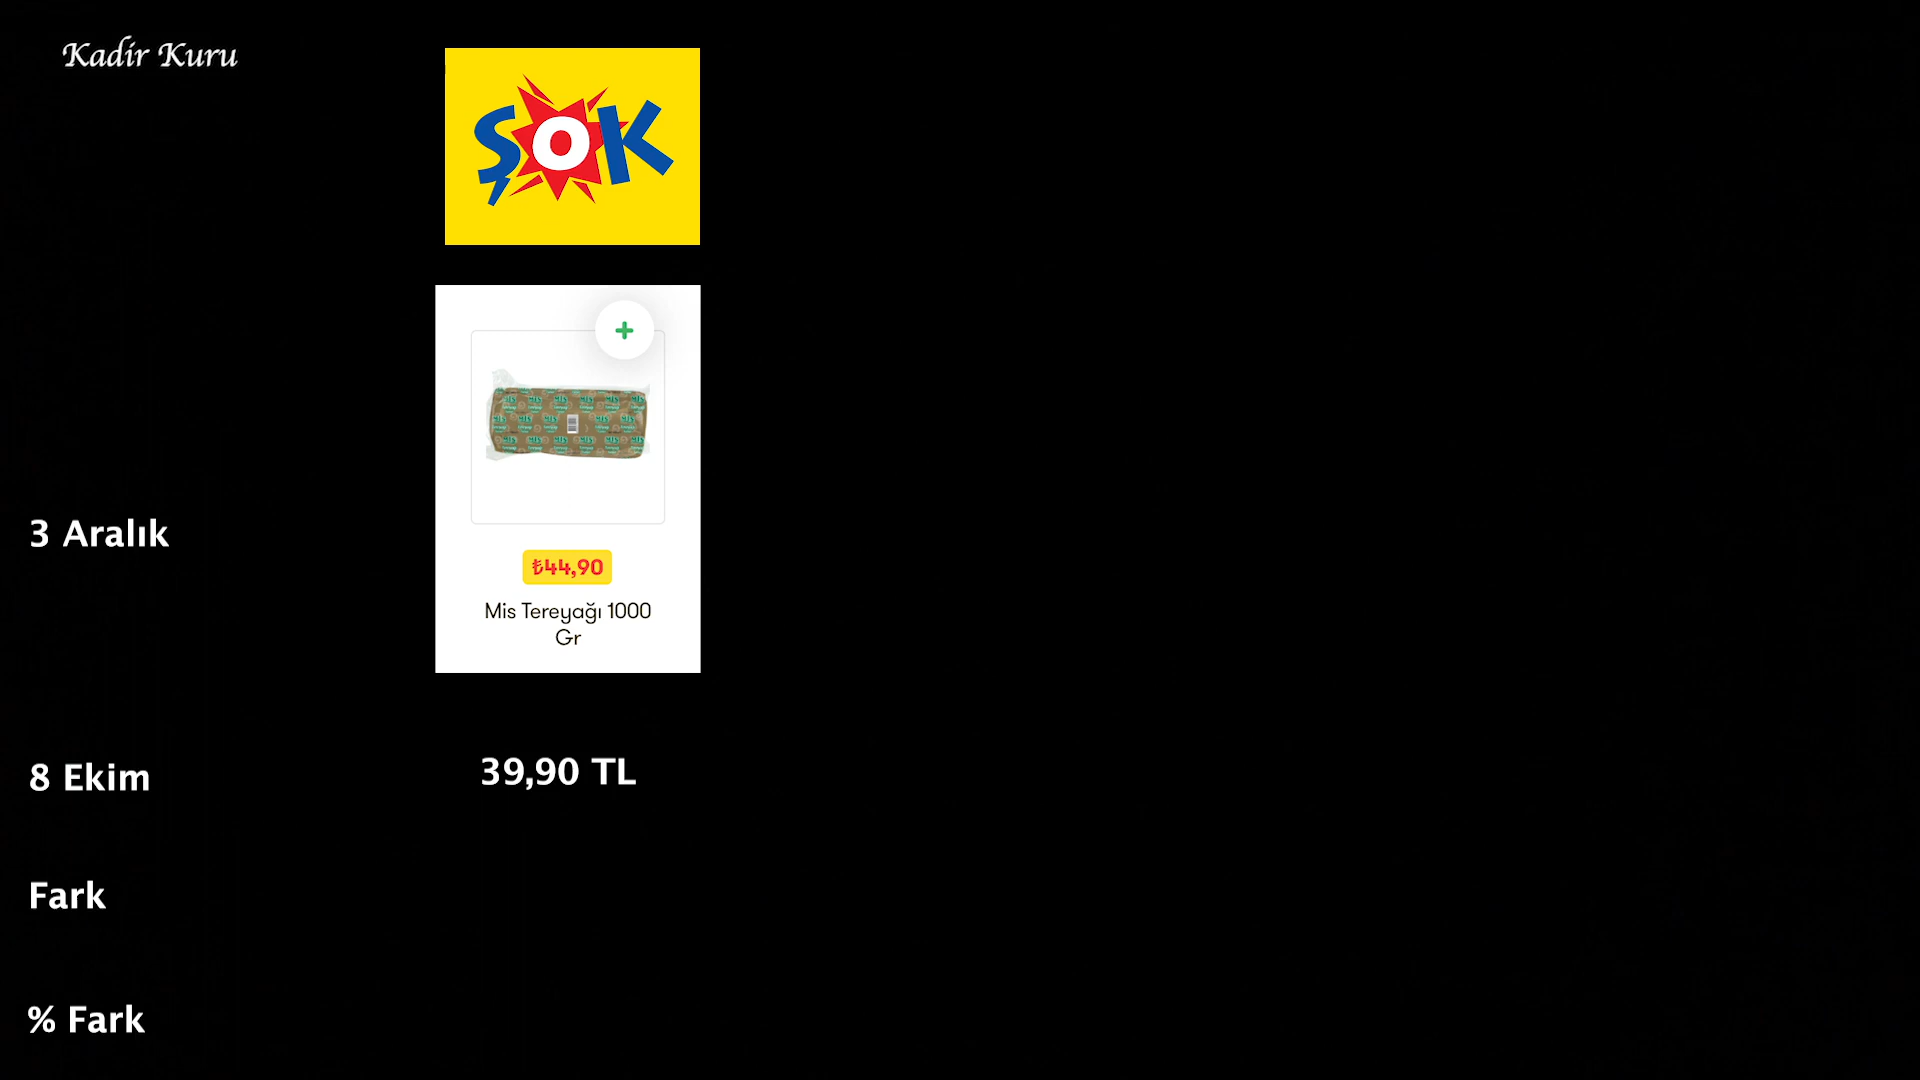 Kadir Kuru
ŞOK
₺44,90
Mis Tereyağı 1000
Gr
3 Aralık
8 Ekim
39,90 TL
Fark
% Fark